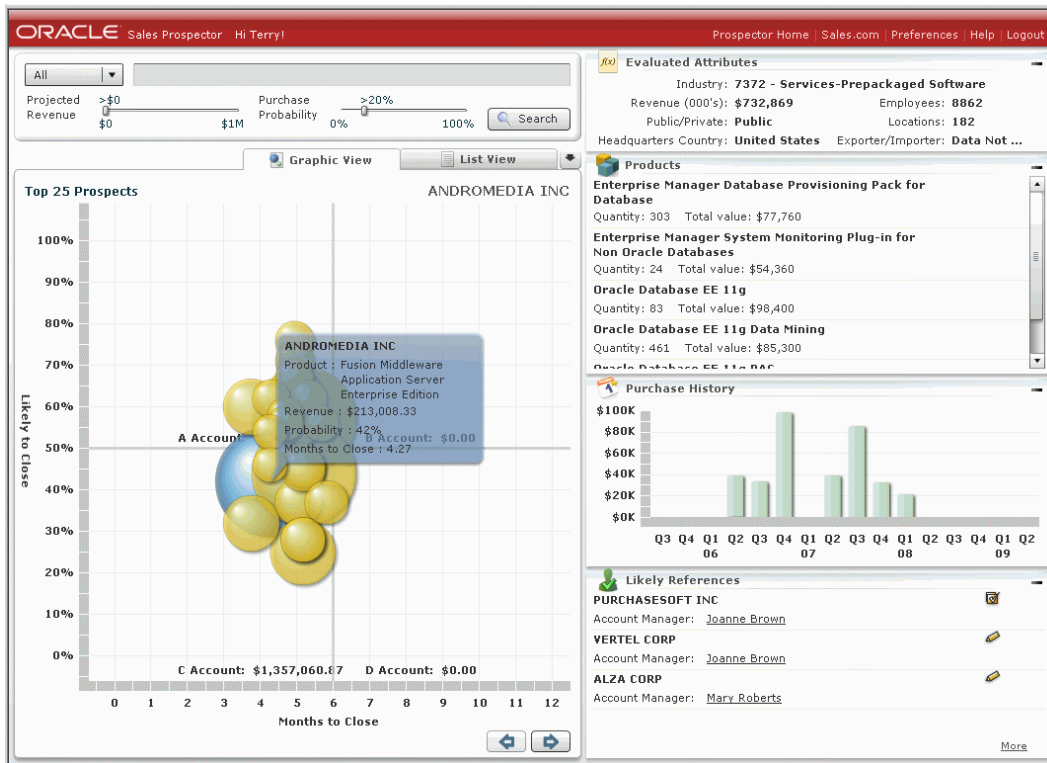 ORACLE Sales Prospector Hi Terry!
Prospector Home | Sales.com | Preferences | Help | Logout
All
Projected Revenue >$0 $0 $1M
Purchase Probability >20% 0% 100%
Search
Graphic View
List View
Top 25 Prospects
ANDROMEDIA INC
100%
90%
80%
70%
60%
50%
40%
30%
20%
10%
0%
Likely to Close
ANDROMEDIA INC
Product : Fusion Middleware
Application Server
Enterprise Edition
Revenue : $213,008.33
Probability : 42%
Months to Close : 4.27
A Account:
B Account: $0.00
C Account: $1,357,060.87 D Account: $0.00
0 1 2 3 4 5 6 7 8 9 10 11 12
Months to Close
f(x) Evaluated Attributes
Industry: 7372 - Services-Prepackaged Software
Revenue (000's): $732,869 Employees: 8862
Public/Private: Public Locations: 182
Headquarters Country: United States Exporter/Importer: Data Not ...
Products
Enterprise Manager Database Provisioning Pack for
Database
Quantity: 303 Total value: $77,760
Enterprise Manager System Monitoring Plug-in for
Non Oracle Databases
Quantity: 24 Total value: $54,360
Oracle Database EE 11g
Quantity: 83 Total value: $98,400
Oracle Database EE 11g Data Mining
Quantity: 461 Total value: $85,300
Oracle Database EE 11g RAC
Purchase History
$100K
$80K
$60K
$40K
$20K
$0K
Q3 Q4 Q1 Q2 Q3 Q4 Q1 Q2 Q3 Q4 Q1 Q2 Q3 Q4 Q1 Q2
06 07 08 09
Likely References
PURCHASESOFT INC
Account Manager: Joanne Brown
VERTEL CORP
Account Manager: Joanne Brown
ALZA CORP
Account Manager: Mary Roberts
More